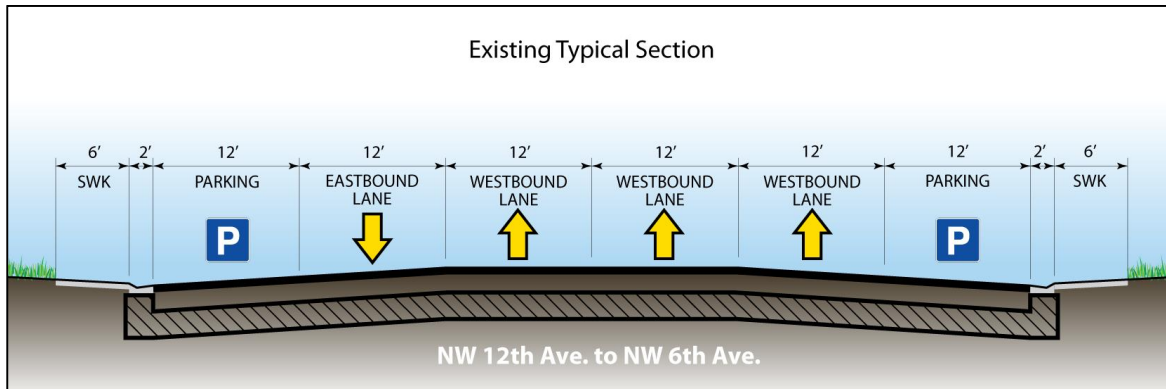 Existing Typical Section
6’ 2’ 12’ 12’ 12’ 12’ 12’ 12’ 2’ 6’
SWK PARKING EASTBOUND LANE WESTBOUND LANE WESTBOUND LANE WESTBOUND LANE PARKING SWK
P P
NW 12th Ave. to NW 6th Ave.